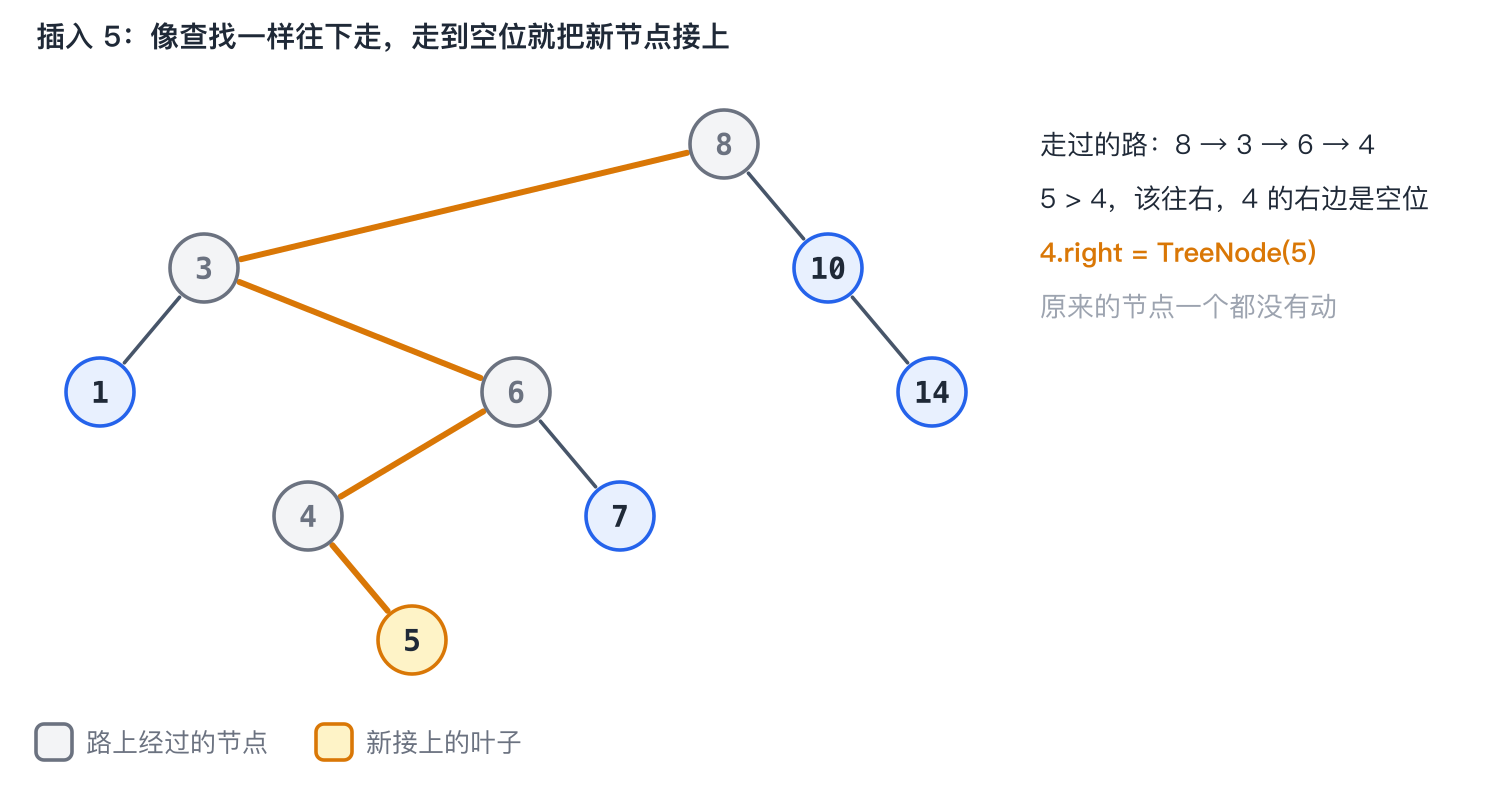 插入 5：像查找一样往下走，走到空位就把新节点接上
8
走过的路：8 → 3 → 6 → 4
5 > 4，该往右，4 的右边是空位
4.right = TreeNode(5)
原来的节点一个都没有动
3
10
1
6
14
4
7
5
路上经过的节点
新接上的叶子